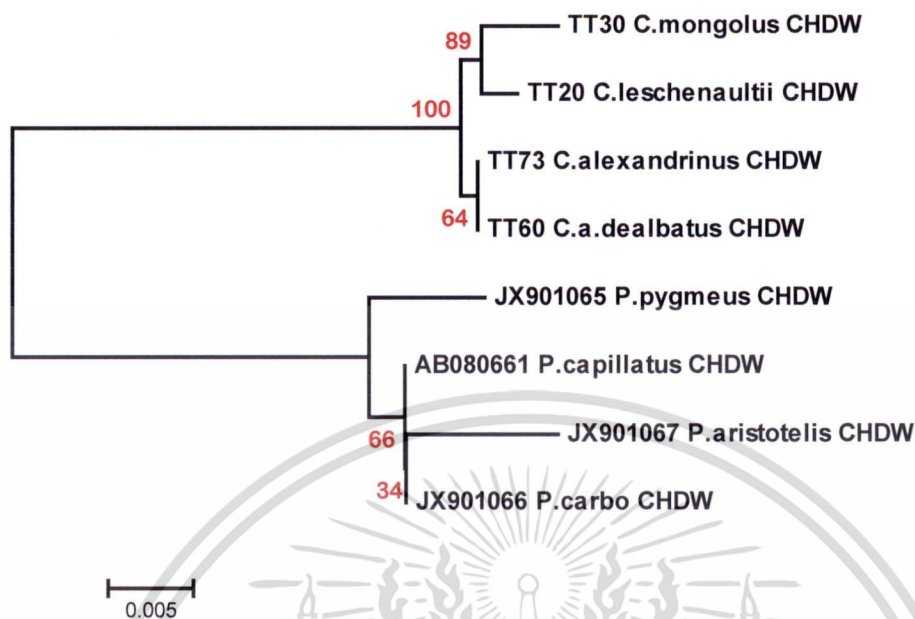 TT30 C.mongolus CHDW
89
TT20 C.leschenaultii CHDW
100
TT73 C.alexandrinus CHDW
64
TT60 C.a.dealbatus CHDW
JX901065 P.pygmeus CHDW
AB080661 P.capillatus CHDW
66
JX901067 P.aristotelis CHDW
34
JX901066 P.carbo CHDW
0.005